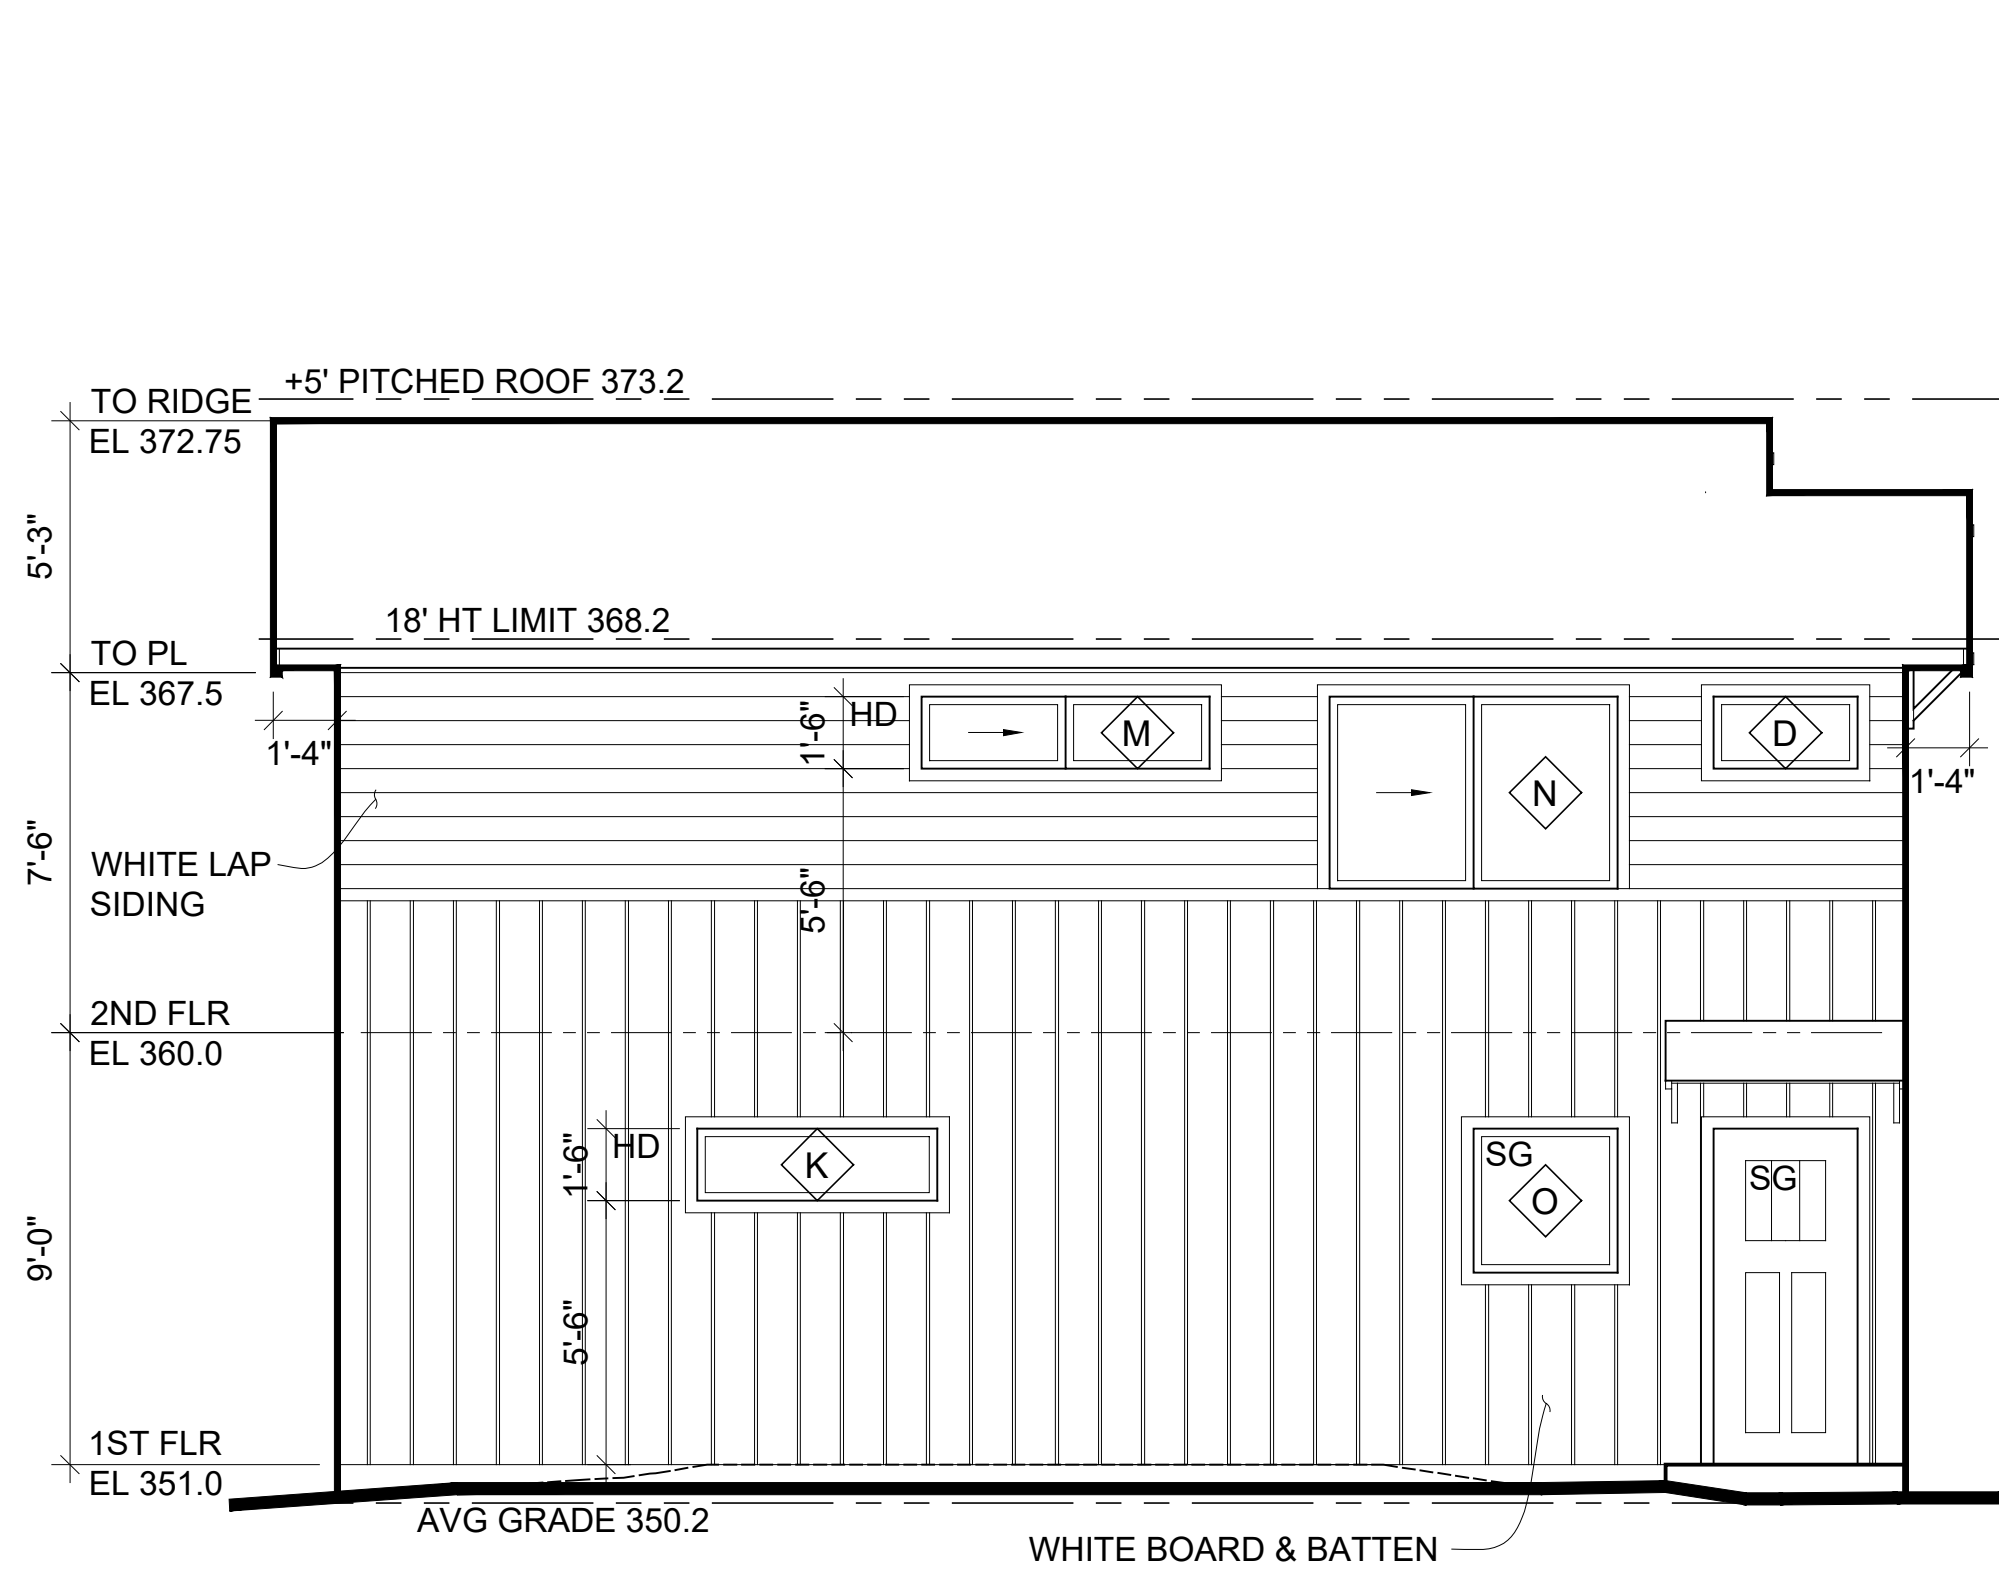 +5' PITCHED ROOF 373.2
TO RIDGE
EL 372.75
5'-3"
18' HT LIMIT 368.2
TO PL
EL 367.5
1'-4"
1'-6"
HD
M
N
D
1'-4"
7'-6"
WHITE LAP
SIDING
5'-6"
2ND FLR
EL 360.0
1'-6"
HD
K
SG
O
SG
9'-0"
5'-6"
1ST FLR
EL 351.0
AVG GRADE 350.2
WHITE BOARD & BATTEN